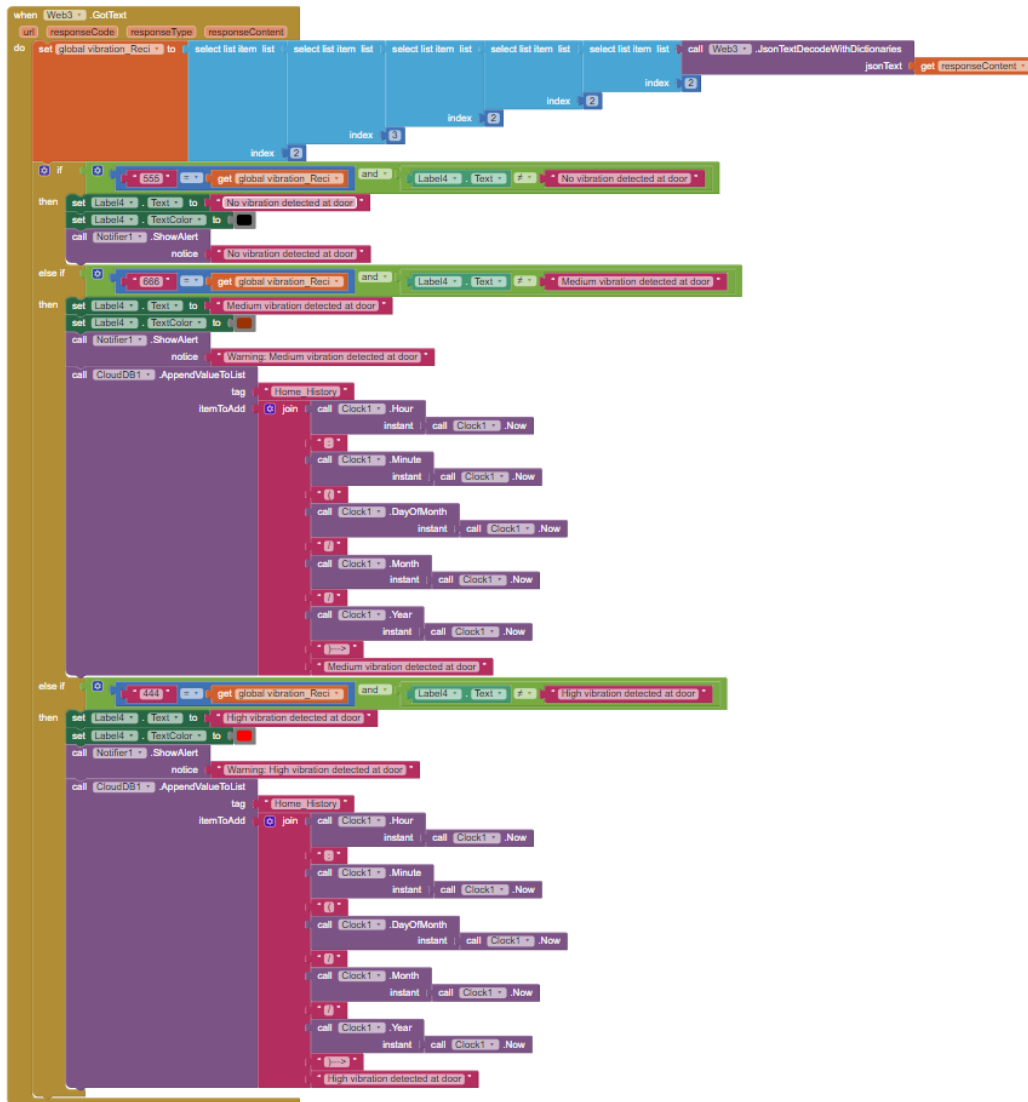 when Web3 .GotText
url responseCode responseType responseContent
do set global vibration_Reci to select list item list select list item list select list item list select list item list select list item list call Web3 .JsonTextDecodeWithDictionaries
jsonText get responseContent
index 2
index 2
index 2
index 3
index 2
if " 555 " = get global vibration_Reci and Label4 . Text ≠ " No vibration detected at door "
then set Label4 . Text to " No vibration detected at door "
set Label4 . TextColor to
call Notifier1 .ShowAlert
notice " No vibration detected at door "
else if " 666 " = get global vibration_Reci and Label4 . Text ≠ " Medium vibration detected at door "
then set Label4 . Text to " Medium vibration detected at door "
set Label4 . TextColor to
call Notifier1 .ShowAlert
notice " Warning: Medium vibration detected at door "
call CloudDB1 .AppendValueToList
tag " Home_History "
itemToAdd join call Clock1 .Hour
instant call Clock1 .Now
" : "
call Clock1 .Minute
instant call Clock1 .Now
" ( "
call Clock1 .DayOfMonth
instant call Clock1 .Now
" / "
call Clock1 .Month
instant call Clock1 .Now
" / "
call Clock1 .Year
instant call Clock1 .Now
" )---> "
" Medium vibration detected at door "
else if " 444 " = get global vibration_Reci and Label4 . Text ≠ " High vibration detected at door "
then set Label4 . Text to " High vibration detected at door "
set Label4 . TextColor to
call Notifier1 .ShowAlert
notice " Warning: High vibration detected at door "
call CloudDB1 .AppendValueToList
tag " Home_History "
itemToAdd join call Clock1 .Hour
instant call Clock1 .Now
" : "
call Clock1 .Minute
instant call Clock1 .Now
" ( "
call Clock1 .DayOfMonth
instant call Clock1 .Now
" / "
call Clock1 .Month
instant call Clock1 .Now
" / "
call Clock1 .Year
instant call Clock1 .Now
" )---> "
" High vibration detected at door "